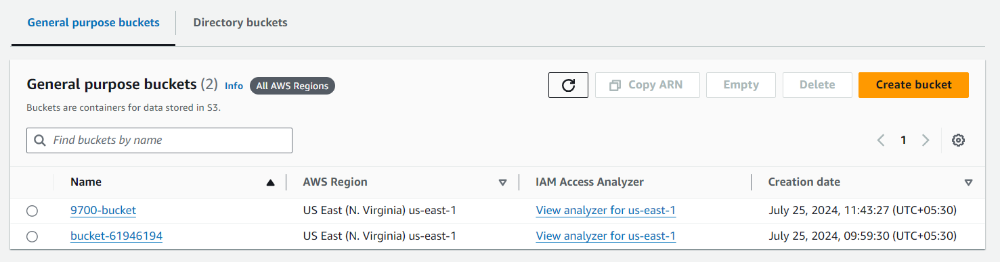 General purpose buckets Directory buckets
General purpose buckets (2) Info All AWS Regions Copy ARN Empty Delete Create bucket
Buckets are containers for data stored in S3.
Find buckets by name 1
Name AWS Region IAM Access Analyzer Creation date
9700-bucket US East (N. Virginia) us-east-1 View analyzer for us-east-1 July 25, 2024, 11:43:27 (UTC+05:30)
bucket-61946194 US East (N. Virginia) us-east-1 View analyzer for us-east-1 July 25, 2024, 09:59:30 (UTC+05:30)